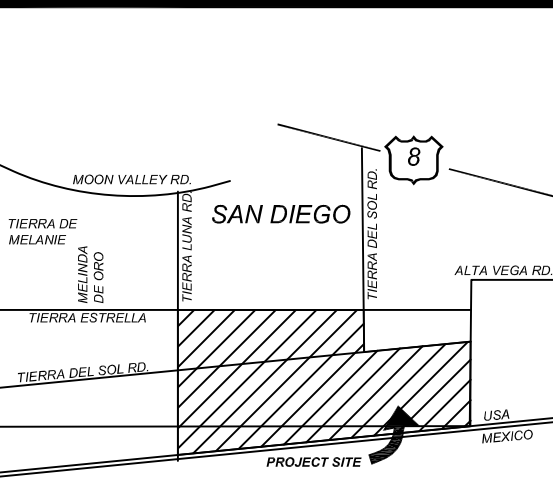 8
MOON VALLEY RD.
TIERRA DE
MELANIE
MELINDA
DE ORO
TIERRA LUNA RD.
SAN DIEGO
TIERRA DEL SOL RD.
ALTA VEGA RD.
TIERRA ESTRELLA
TIERRA DEL SOL RD.
USA
MEXICO
PROJECT SITE